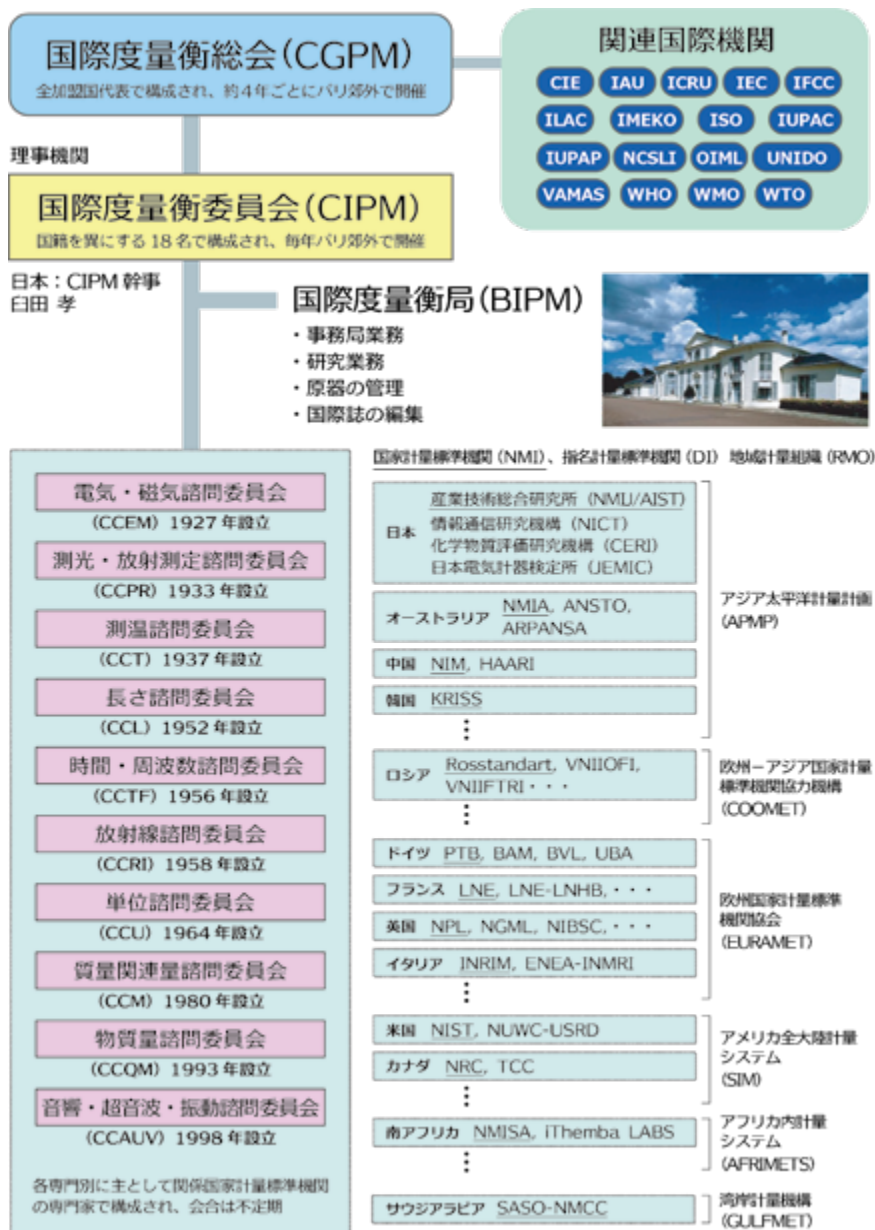 国際度量衡総会(CGPM)
全加盟国代表で構成され、約4年ごとにパリ郊外で開催
関連国際機関
CIE IAU ICRU IEC IFCC
ILAC IMEKO ISO IUPAC
IUPAP NCSLI OIML UNIDO
VAMAS WHO WMO WTO
理事機関
国際度量衡委員会(CIPM)
国籍を異にする18名で構成され、毎年パリ郊外で開催
日本：CIPM 幹事
臼田 孝
国際度量衡局(BIPM)
・事務局業務
・研究業務
・原器の管理
・国際誌の編集
電気・磁気諮問委員会
(CCEM) 1927年設立
測光・放射測定諮問委員会
(CCPR) 1933年設立
測温諮問委員会
(CCT) 1937年設立
長さ諮問委員会
(CCL) 1952年設立
時間・周波数諮問委員会
(CCTF) 1956年設立
放射線諮問委員会
(CCRI) 1958年設立
単位諮問委員会
(CCU) 1964年設立
質量関連量諮問委員会
(CCM) 1980年設立
物質量諮問委員会
(CCQM) 1993年設立
音響・超音波・振動諮問委員会
(CCAUV) 1998年設立
各専門別に主として関係国家計量標準機関
の専門家で構成され、会合は不定期
国家計量標準機関(NMI)、指名計量標準機関(DI) 地域計量組織(RMO)
日本
産業技術総合研究所(NMIJ/AIST)
情報通信研究機構(NICT)
化学物質評価研究機構(CERI)
日本電気計器検定所(JEMIC)
オーストラリア NMIA, ANSTO,
ARPANSA
中国 NIM, HAARI
韓国 KRISS
⋮
アジア太平洋計量計画
(APMP)
ロシア Rosstandart, VNIIOFI,
VNIIFTRI・・・
⋮
欧州－アジア国家計量
標準機関協力機構
(COOMET)
ドイツ PTB, BAM, BVL, UBA
フランス LNE, LNE-LNHB,・・・
英国 NPL, NGML, NIBSC,・・・
イタリア INRIM, ENEA-INMRI
⋮
欧州国家計量標準
機関協会
(EURAMET)
米国 NIST, NUWC-USRD
カナダ NRC, TCC
⋮
アメリカ全大陸計量
システム
(SIM)
南アフリカ NMISA, iThemba LABS
⋮
アフリカ内計量
システム
(AFRIMETS)
サウジアラビア SASO-NMCC
湾岸計量機構
(GULFMET)